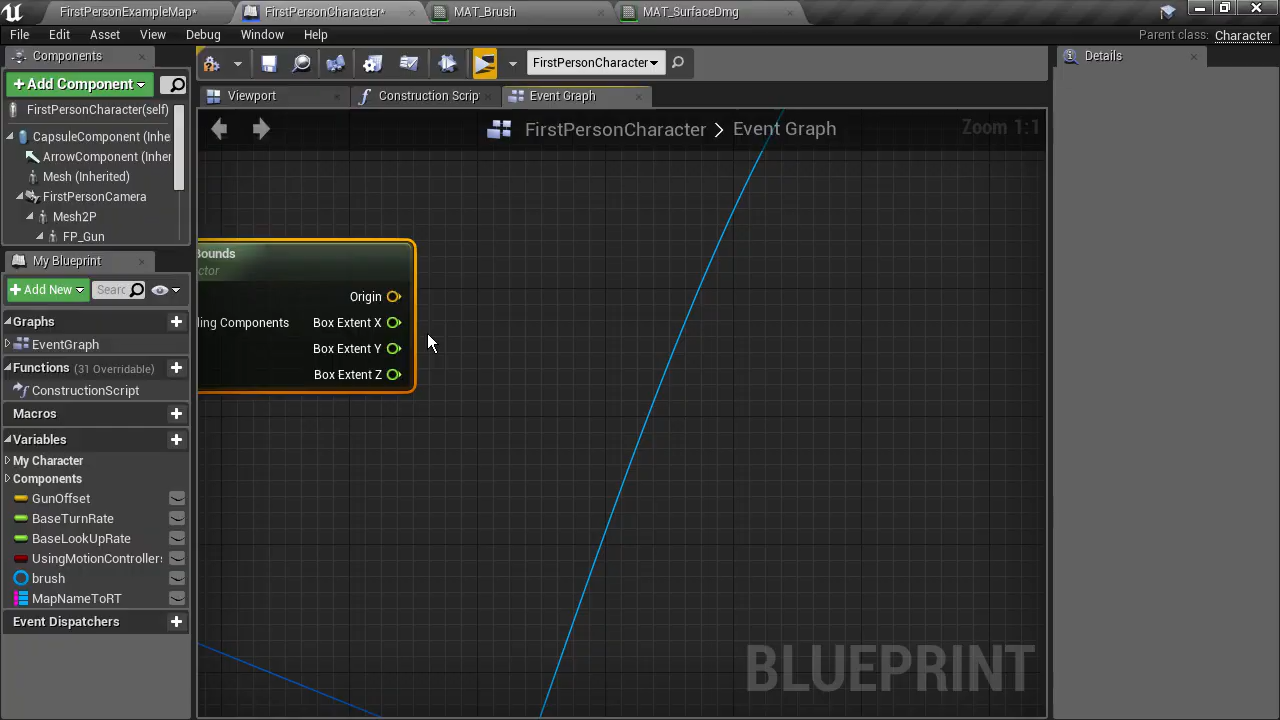 FirstPersonExampleMap*
FirstPersonCharacter*
MAT_Brush
MAT_SurfaceDmg
File
Edit
Asset
View
Debug
Window
Help
Parent class: Character
Components
Details
+Add Component
FirstPersonCharacter
FirstPersonCharacter(self)
Viewport
Construction Scrip
Event Graph
CapsuleComponent (Inhe
ArrowComponent (Inher
Mesh (Inherited)
FirstPersonCamera
Mesh2P
FP_Gun
FirstPersonCharacter > Event Graph
Zoom 1:1
My Blueprint
+Add New
Searc
Graphs
EventGraph
Functions (31 Overridable)
ConstructionScript
Macros
Variables
My Character
Components
GunOffset
BaseTurnRate
BaseLookUpRate
UsingMotionControllers
brush
MapNameToRT
Event Dispatchers
Bounds
ctor
Origin
ling Components
Box Extent X
Box Extent Y
Box Extent Z
BLUEPRINT